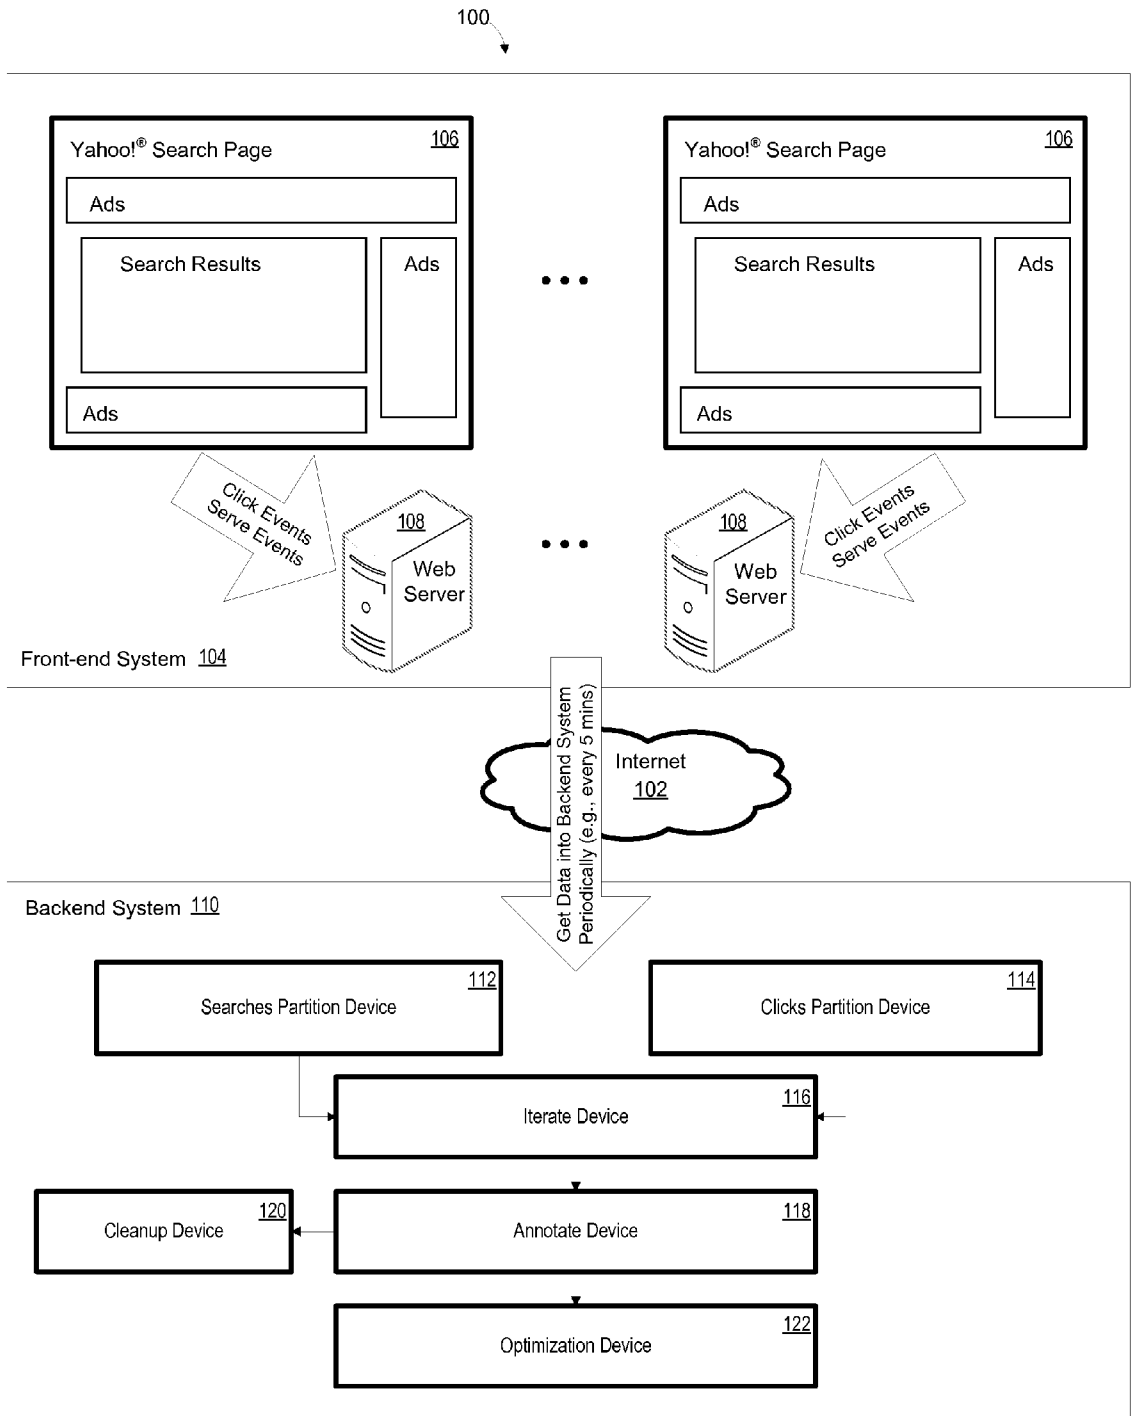 100
Yahoo!® Search Page 106
Ads
Search Results
Ads
Ads
Yahoo!® Search Page 106
Ads
Search Results
Ads
Ads
Click Events
Serve Events
108
Web
Server
108
Web
Server
Click Events
Serve Events
Front-end System 104
Get Data into Backend System
Periodically (e.g., every 5 mins)
Internet
102
Backend System 110
112
Searches Partition Device
114
Clicks Partition Device
116
Iterate Device
120
Cleanup Device
118
Annotate Device
122
Optimization Device